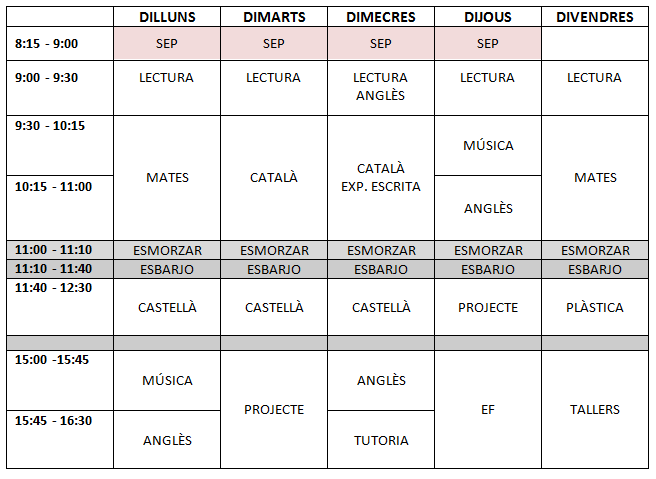 DILLUNS DIMARTS DIMECRES DIJOUS DIVENDRES
8:15 - 9:00 SEP SEP SEP SEP
9:00 - 9:30 LECTURA LECTURA LECTURA LECTURA LECTURA
ANGLÈS
9:30 - 10:15
MÚSICA
MATES CATALÀ CATALÀ MATES
EXP. ESCRITA
10:15 - 11:00
ANGLÈS
11:00 - 11:10 ESMORZAR ESMORZAR ESMORZAR ESMORZAR ESMORZAR
11:10 - 11:40 ESBARJO ESBARJO ESBARJO ESBARJO ESBARJO
11:40 - 12:30
CASTELLÀ CASTELLÀ CASTELLÀ PROJECTE PLÀSTICA
15:00 -15:45
MÚSICA ANGLÈS
PROJECTE EF TALLERS
15:45 - 16:30
ANGLÈS TUTORIA